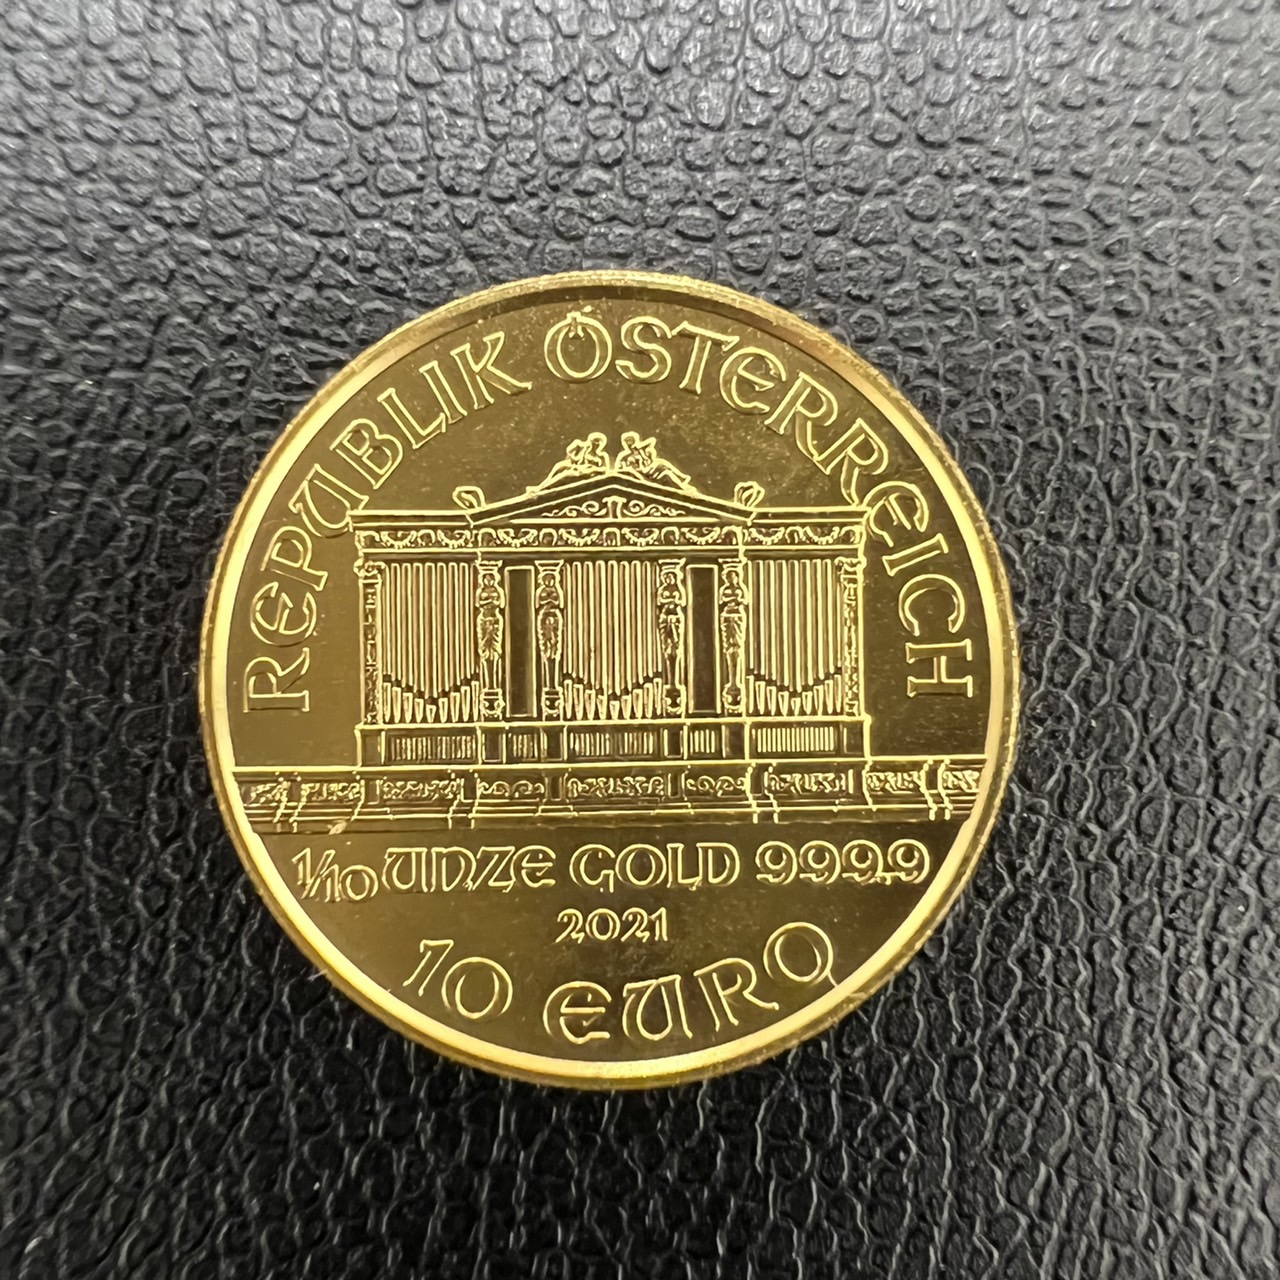 REPUBLIK ÖSTERREICH
1/10 UNZE GOLD 999.9
2021
10 EURO